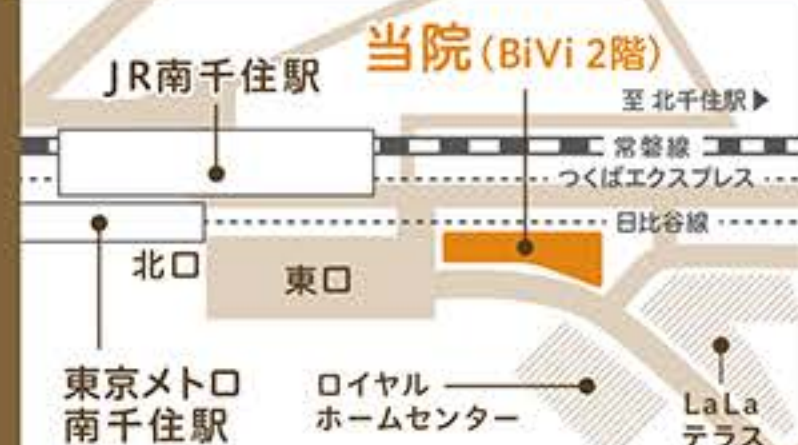 当院(BiVi 2階)
JR南千住駅
至 北千住駅▶
常磐線
つくばエクスプレス
日比谷線
北口
東口
東京メトロ
南千住駅
ロイヤル
ホームセンター
LaLa
テラス